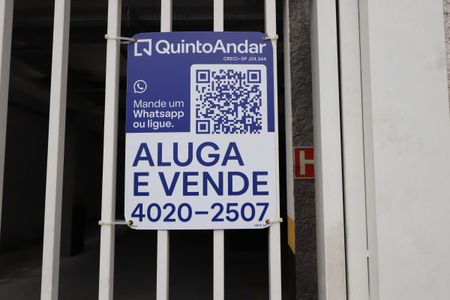 QuintoAndar
CRECI-SP J24.344
Mande um
Whatsapp
ou ligue.
ALUGA
E VENDE
4020-2507
H